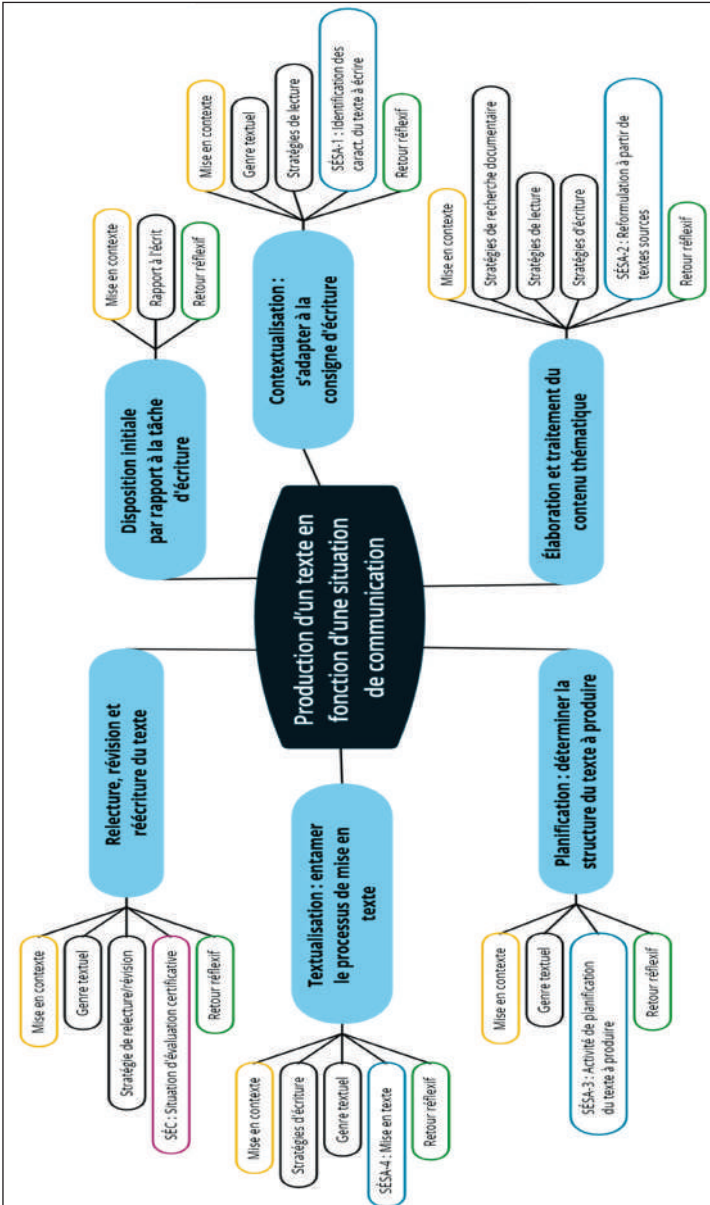 Production d'un texte en
fonction d'une situation
de communication
Disposition initiale
par rapport à la tâche
d'écriture
Mise en contexte
Rapport à l'écrit
Retour réflexif
Contextualisation :
s'adapter à la
consigne d'écriture
Mise en contexte
Genre textuel
Stratégies de lecture
SÉSA-1 : Identification des
caract. du texte à écrire
Retour réflexif
Élaboration et traitement du
contenu thématique
Mise en contexte
Stratégies de recherche documentaire
Stratégies de lecture
Stratégies d'écriture
SÉSA-2 : Reformulation à partir de
textes sources
Retour réflexif
Planification : déterminer la
structure du texte à produire
Mise en contexte
Genre textuel
SÉSA-3 : Activité de planification
du texte à produire
Retour réflexif
Textualisation : entamer
le processus de mise en
texte
Mise en contexte
Stratégies d'écriture
Genre textuel
SÉSA-4 : Mise en texte
Retour réflexif
Relecture, révision et
réécriture du texte
Mise en contexte
Genre textuel
Stratégie de relecture/révision
SÉC : Situation d'évaluation certificative
Retour réflexif